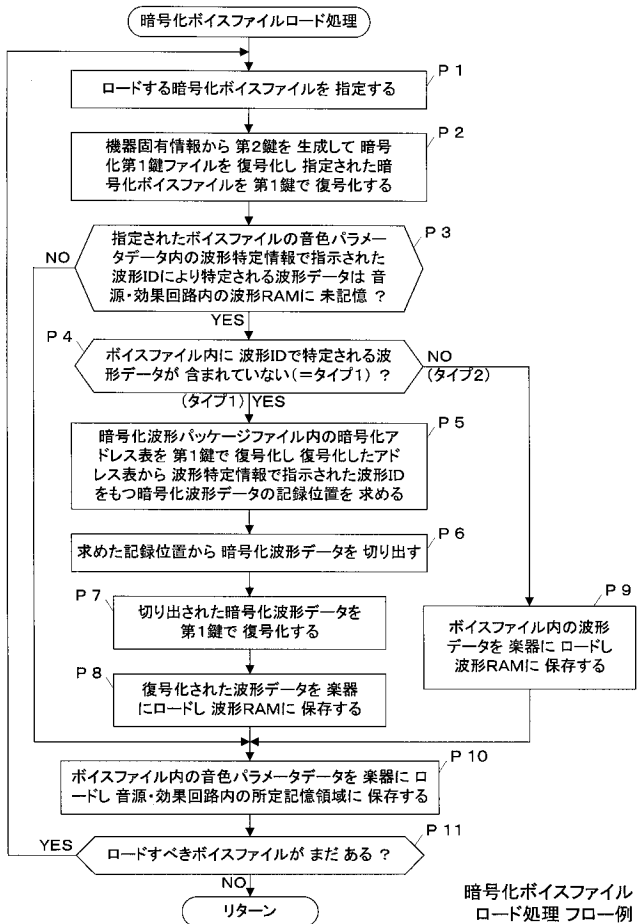 暗号化ボイスファイルロード処理
P 1
ロードする暗号化ボイスファイルを 指定する
P 2
機器固有情報から 第2鍵を 生成して 暗号
化第1鍵ファイルを 復号化し 指定された暗
号化ボイスファイルを 第1鍵で 復号化する
P 3
指定されたボイスファイルの音色パラメー
タデータ内の波形特定情報で指示された
波形IDにより特定される波形データは 音
源・効果回路内の波形RAMに 未記憶 ?
NO
YES
P 4
ボイスファイル内に 波形IDで特定される波
形データが 含まれていない(=タイプ1) ?
NO
(タイプ2)
(タイプ1) YES
P 5
暗号化波形パッケージファイル内の暗号化ア
ドレス表を 第1鍵で 復号化し 復号化したアド
レス表から 波形特定情報で指示された波形ID
をもつ暗号化波形データの記録位置を 求める
P 6
求めた記録位置から 暗号化波形データを 切り出す
P 7
切り出された暗号化波形データを
第1鍵で 復号化する
P 8
復号化された波形データを 楽器
にロードし 波形RAMに 保存する
P 9
ボイスファイル内の波形
データを 楽器に ロードし
波形RAMに 保存する
P 10
ボイスファイル内の音色パラメータデータを 楽器に ロ
ードし 音源・効果回路内の所定記憶領域に 保存する
P 11
YES
ロードすべきボイスファイルが まだ ある ?
NO
リターン
暗号化ボイスファイル
ロード処理 フロー例